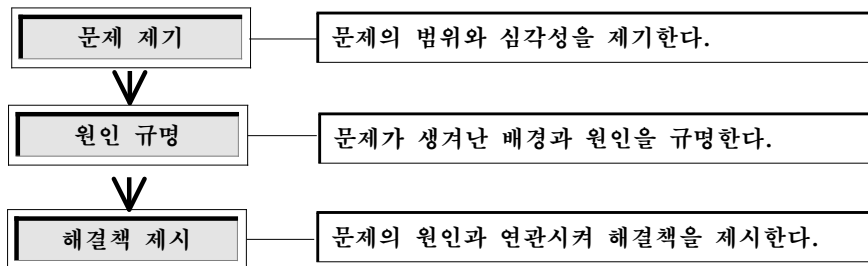 문제 제기
문제의 범위와 심각성을 제기한다.
원인 규명
문제가 생겨난 배경과 원인을 규명한다.
해결책 제시
문제의 원인과 연관시켜 해결책을 제시한다.